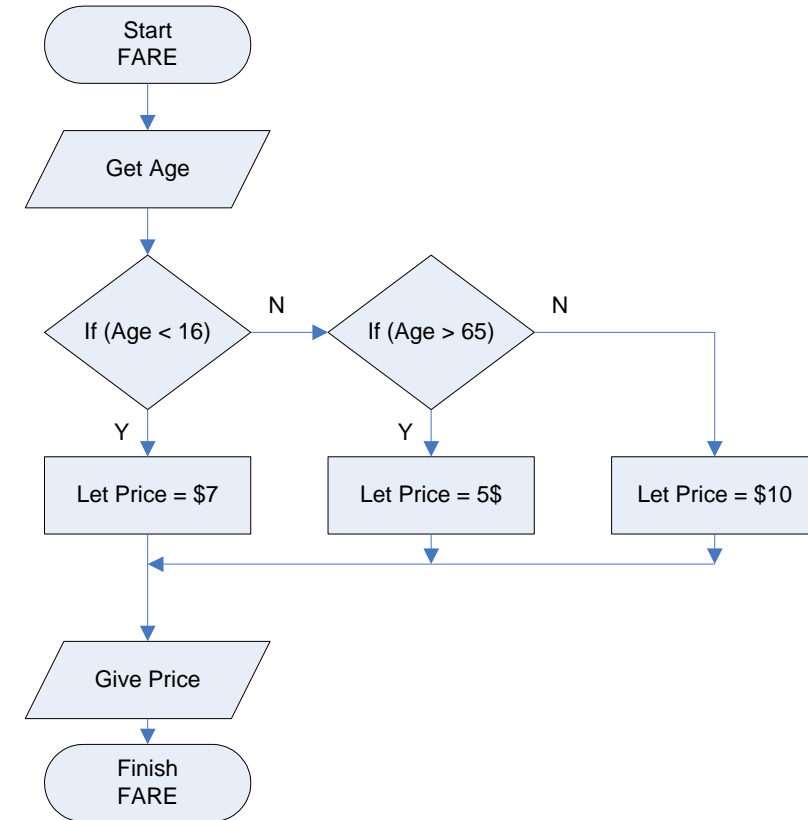 Start
FARE
Get Age
If (Age < 16)
N
If (Age > 65)
N
Y
Y
Let Price = $7
Let Price = 5$
Let Price = $10
Give Price
Finish
FARE